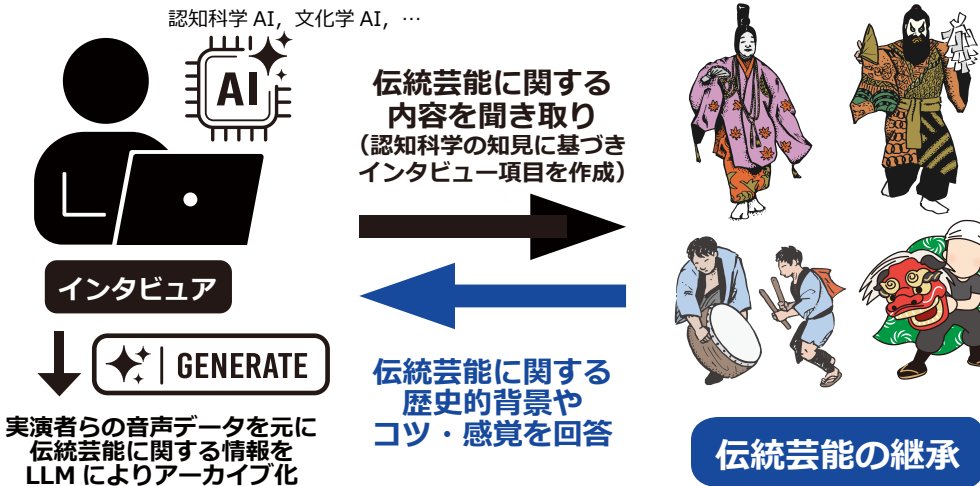 認知科学 AI，文化学 AI，…
AI
伝統芸能に関する
内容を聞き取り
（認知科学の知見に基づき
インタビュー項目を作成）
インタビュア
GENERATE
実演者らの音声データを元に
伝統芸能に関する情報を
LLM によりアーカイブ化
伝統芸能に関する
歴史的背景や
コツ・感覚を回答
伝統芸能の継承